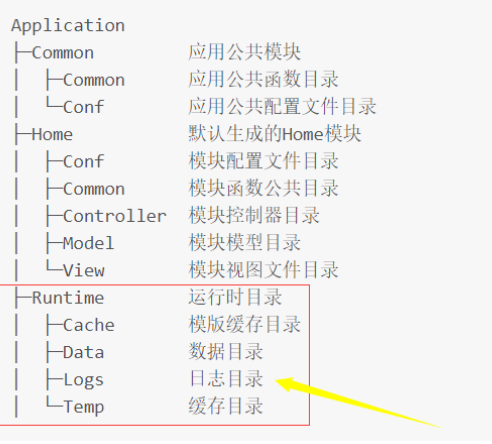 Application
├─Common 应用公共模块
│ ├─Common 应用公共函数目录
│ └─Conf 应用公共配置文件目录
├─Home 默认生成的Home模块
│ ├─Conf 模块配置文件目录
│ ├─Common 模块函数公共目录
│ ├─Controller 模块控制器目录
│ ├─Model 模块模型目录
│ └─View 模块视图文件目录
├─Runtime 运行时目录
│ ├─Cache 模版缓存目录
│ ├─Data 数据目录
│ ├─Logs 日志目录
│ └─Temp 缓存目录